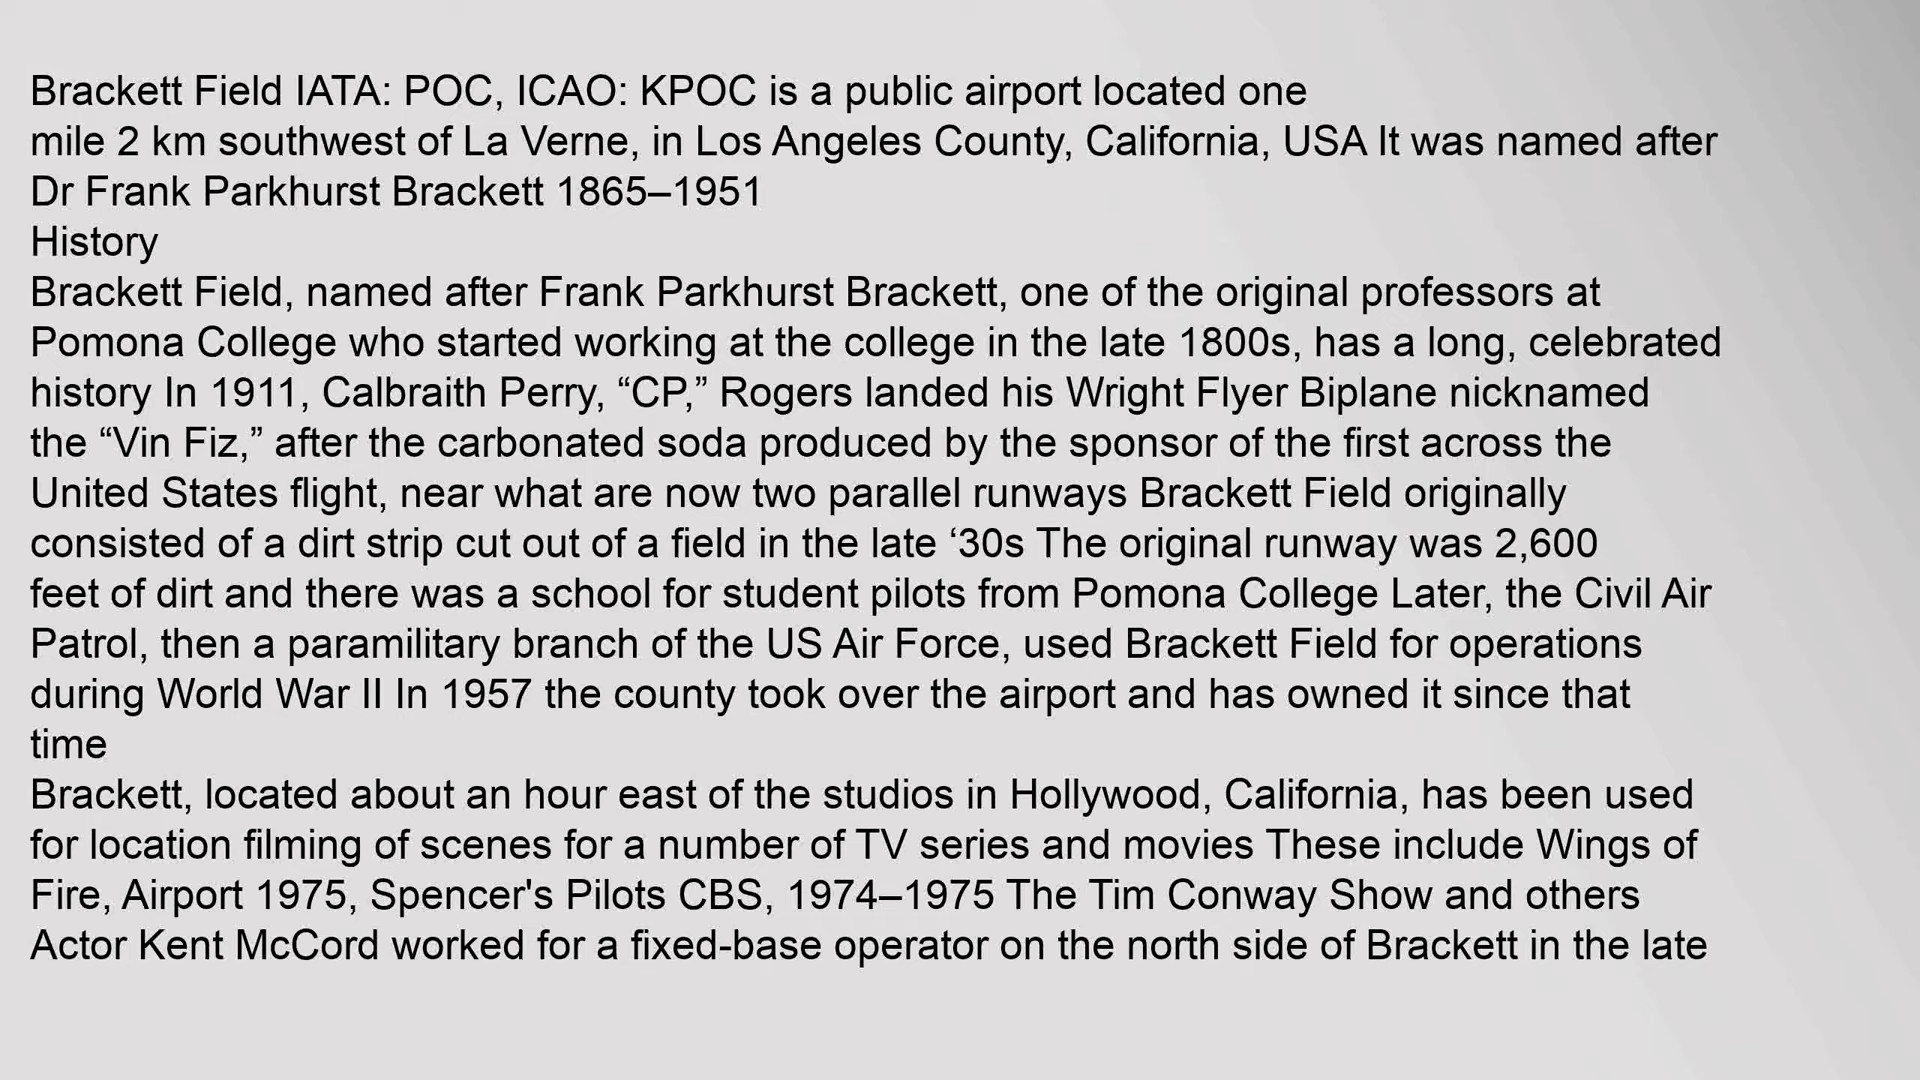 Brackett Field IATA: POC, ICAO: KPOC is a public airport located one
mile 2 km southwest of La Verne, in Los Angeles County, California, USA It was named after
Dr Frank Parkhurst Brackett 1865–1951
History
Brackett Field, named after Frank Parkhurst Brackett, one of the original professors at
Pomona College who started working at the college in the late 1800s, has a long, celebrated
history In 1911, Calbraith Perry, “CP,” Rogers landed his Wright Flyer Biplane nicknamed
the “Vin Fiz,” after the carbonated soda produced by the sponsor of the first across the
United States flight, near what are now two parallel runways Brackett Field originally
consisted of a dirt strip cut out of a field in the late ‘30s The original runway was 2,600
feet of dirt and there was a school for student pilots from Pomona College Later, the Civil Air
Patrol, then a paramilitary branch of the US Air Force, used Brackett Field for operations
during World War II In 1957 the county took over the airport and has owned it since that
time
Brackett, located about an hour east of the studios in Hollywood, California, has been used
for location filming of scenes for a number of TV series and movies These include Wings of
Fire, Airport 1975, Spencer's Pilots CBS, 1974–1975 The Tim Conway Show and others
Actor Kent McCord worked for a fixed-base operator on the north side of Brackett in the late